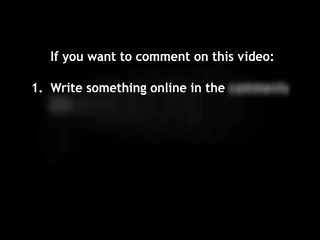 If you want to comment on this video:
1. Write something online in the